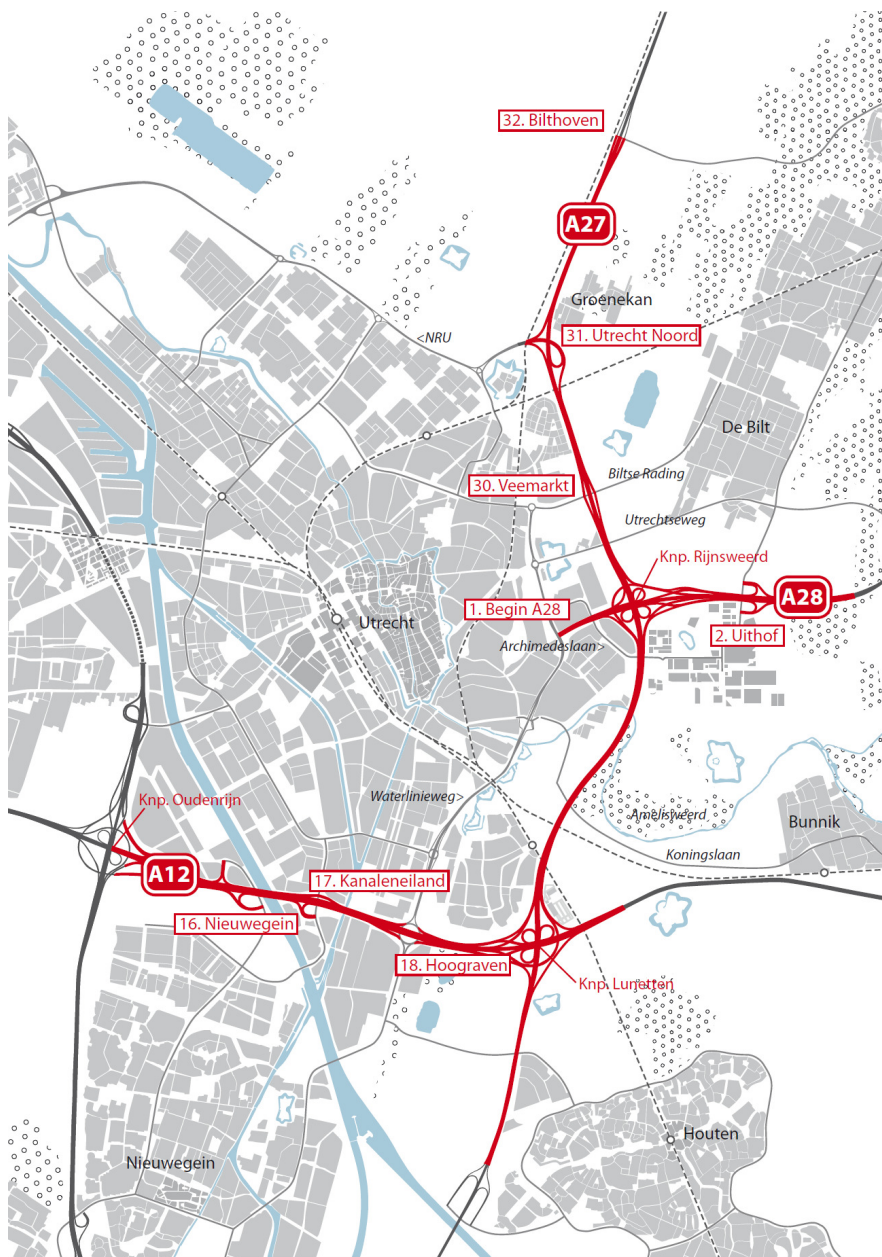 32. Bilthoven
A27
Groenekan
<NRU
31. Utrecht Noord
De Bilt
30. Veemarkt
Biltse Rading
Utrechtseweg
Knp. Rijnsweerd
1. Begin A28
A28
Utrecht
2. Uithof
Archimedeslaan>
Knp. Oudenrijn
Waterlinieweg>
Amelisweerd
Bunnik
Koningslaan
A12
17. Kanaleneiland
16. Nieuwegein
18. Hoograven
Knp. Lunetten
Houten
Nieuwegein